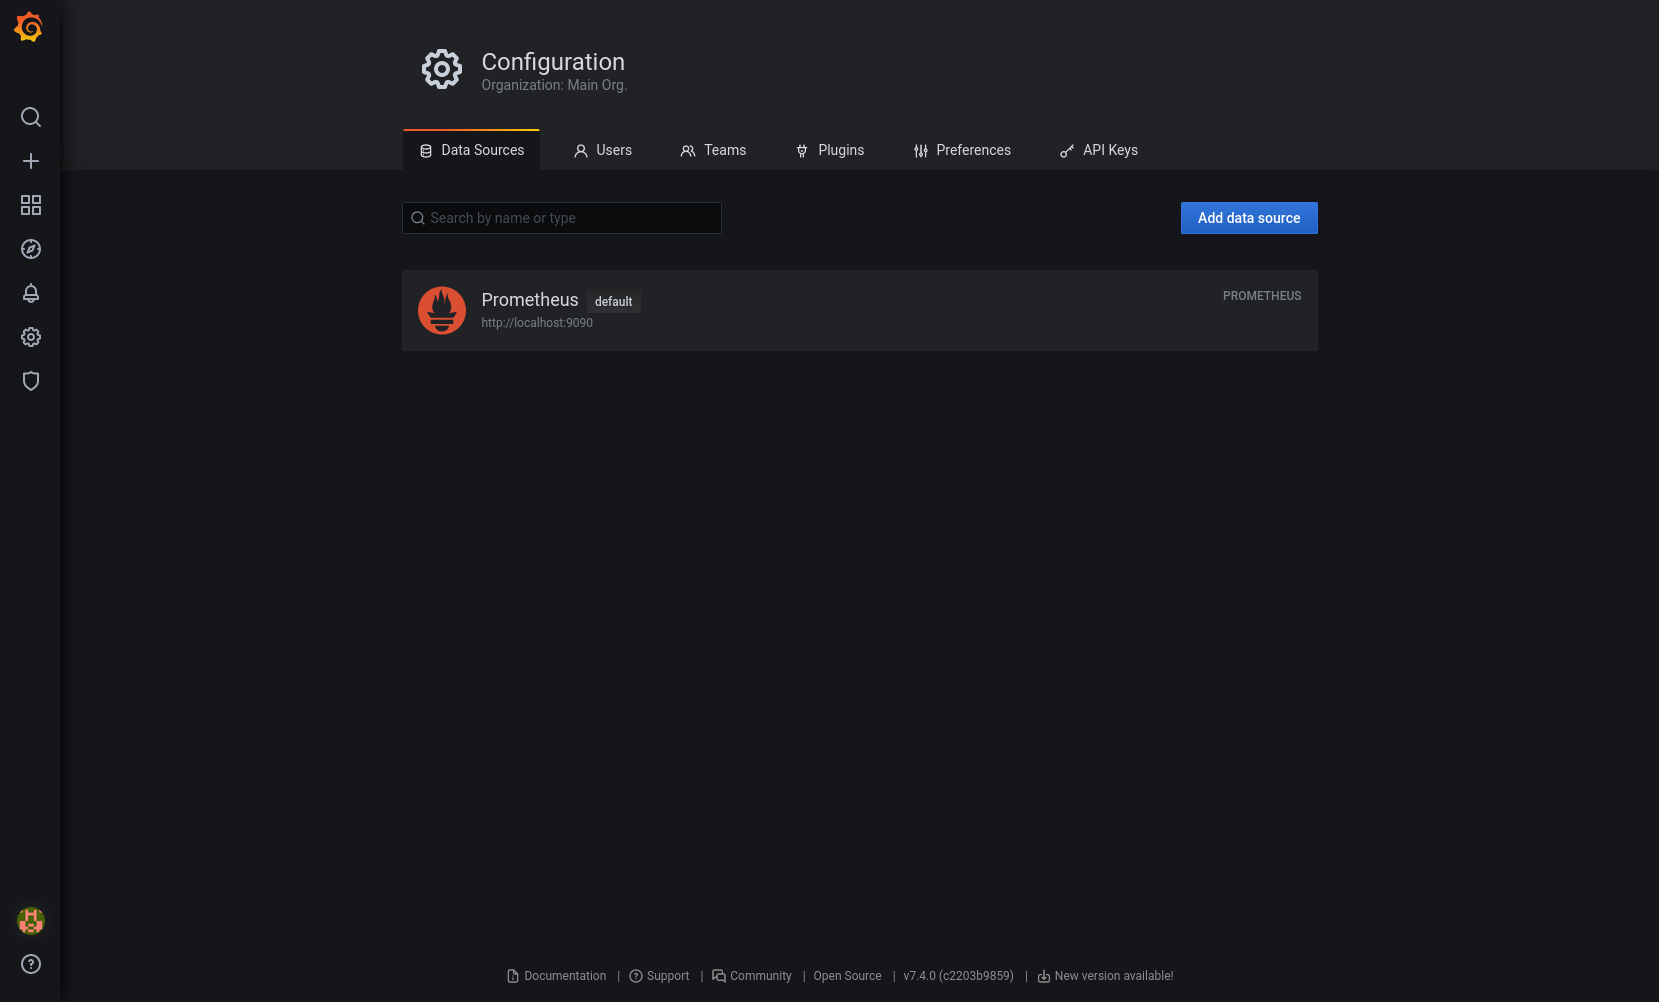 Configuration
Organization: Main Org.
Data Sources
Users
Teams
Plugins
Preferences
API Keys
Search by name or type
Add data source
Prometheus default
PROMETHEUS
http://localhost:9090
Documentation | Support | Community | Open Source | v7.4.0 (c2203b9859) | New version available!